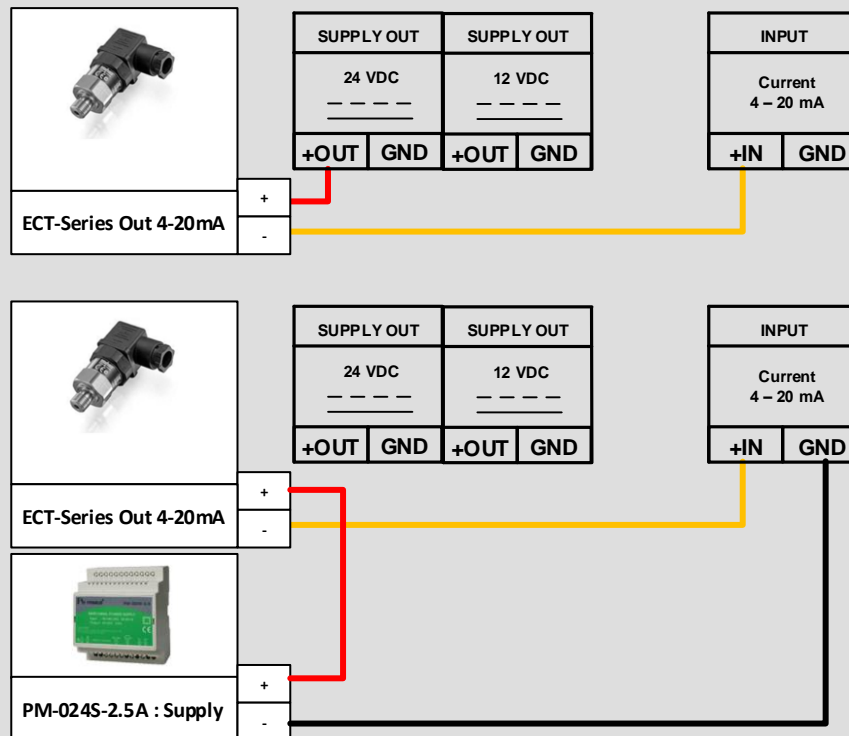 SUPPLY OUT
SUPPLY OUT
INPUT
24 VDC
12 VDC
Current
4 – 20 mA
+OUT
GND
+OUT
GND
+IN
GND
+
ECT-Series Out 4-20mA
-
SUPPLY OUT
SUPPLY OUT
INPUT
24 VDC
12 VDC
Current
4 – 20 mA
+OUT
GND
+OUT
GND
+IN
GND
+
ECT-Series Out 4-20mA
-
+
PM-024S-2.5A : Supply
-